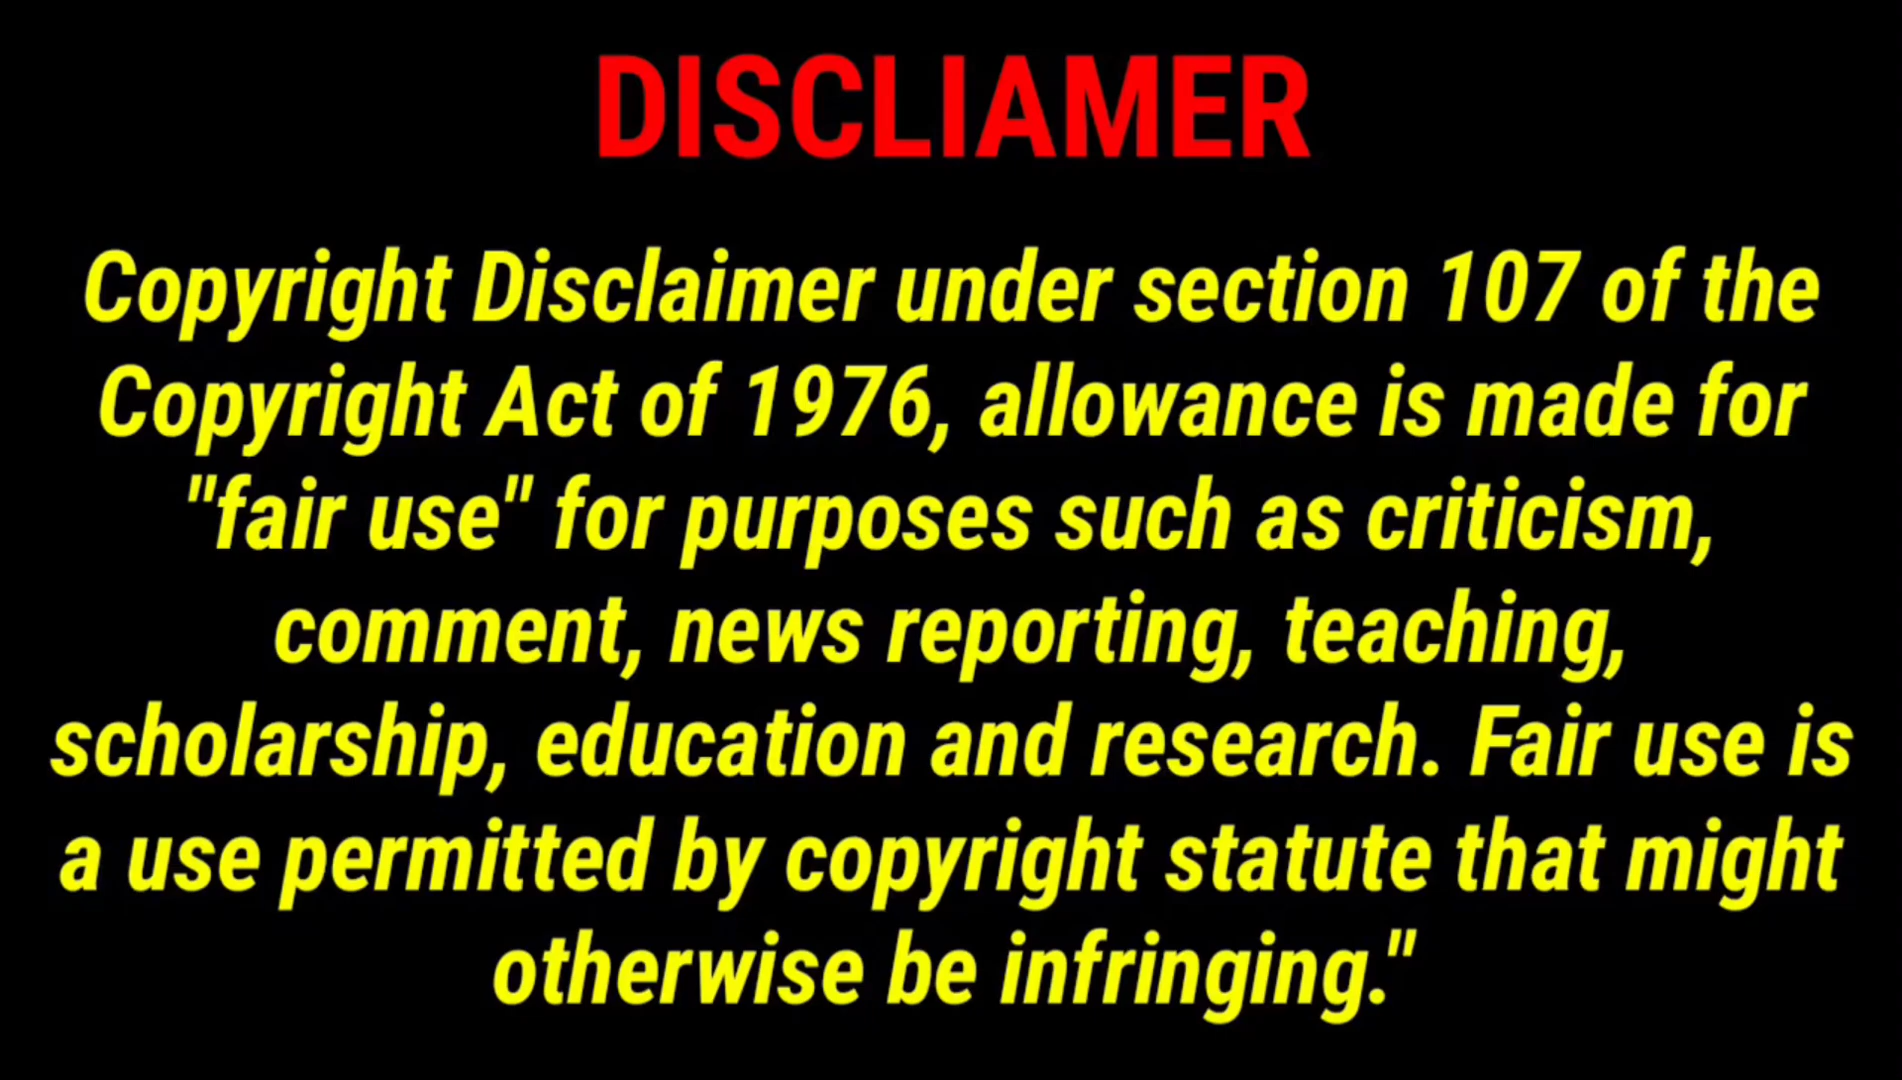 DISCLIAMER
Copyright Disclaimer under section 107 of the
Copyright Act of 1976, allowance is made for
"fair use" for purposes such as criticism,
comment, news reporting, teaching,
scholarship, education and research. Fair use is
a use permitted by copyright statute that might
otherwise be infringing."